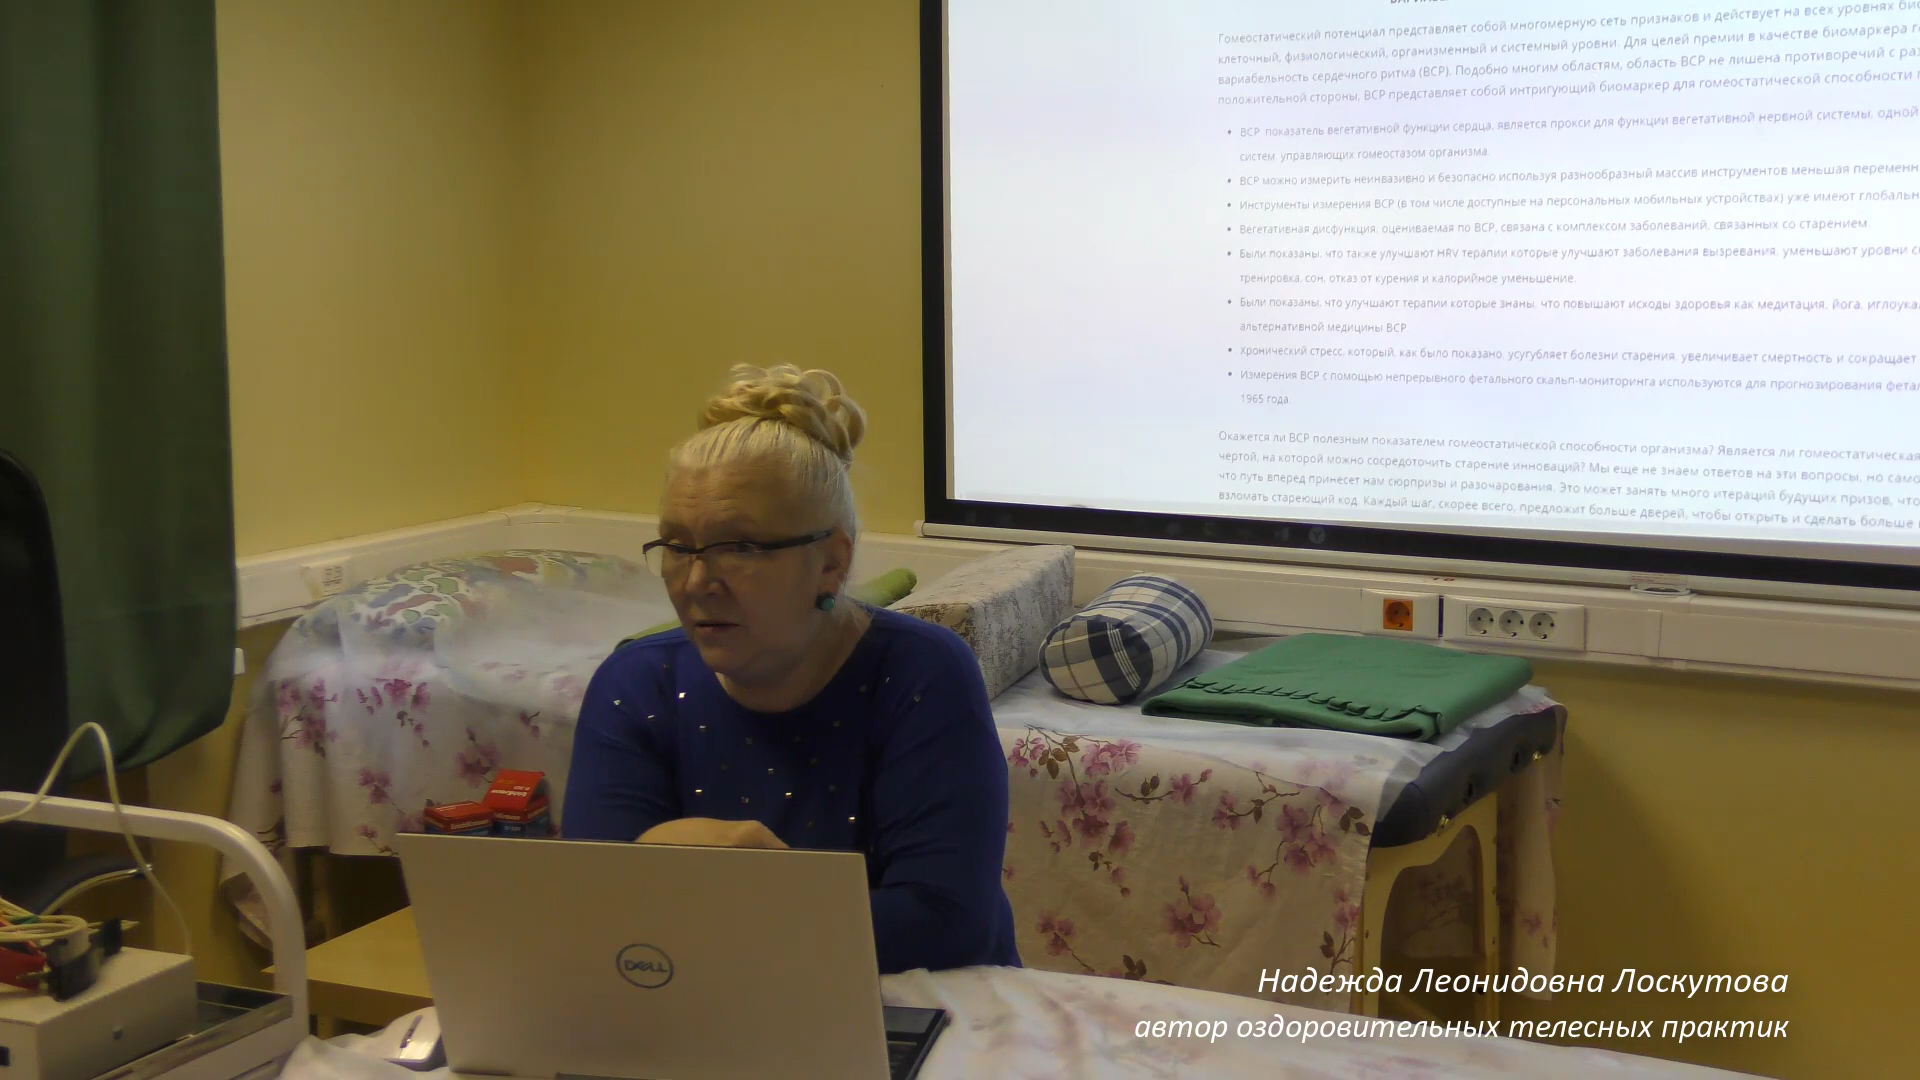 Гомеостатический потенциал представляет собой многомерную сеть признаков и действует на всех уровнях
клеточный, физиологический, организменный и системный уровни. Для целей премии в качестве биомаркера
вариабельность сердечного ритма (ВСР). Подобно многим областям, область ВСР не лишена противоречий с
положительной стороны, ВСР представляет собой интригующий биомаркер для гомеостатической способности
• ВСР показатель вегетативной функции сердца, является прокси для функции вегетативной нервной системы, одной
систем, управляющих гомеостазом организма.
• ВСР можно измерить неинвазивно и безопасно используя разнообразный массив инструментов меньшая
• Инструменты измерения ВСР (в том числе доступные на персональных мобильных устройствах) уже имеют
• Вегетативная дисфункция, оцениваемая по ВСР, связана с комплексом заболеваний, связанных со старением.
• Были показаны, что также улучшают HRV терапии которые улучшают заболевания вызревания, уменьшают уровни
тренировка, сон, отказ от курения и калорийное уменьшение.
• Были показаны, что улучшают терапии которые знаны, что повышают исходы здоровья как медитация, йога,
альтернативной медицины ВСР
• Хронический стресс, который, как было показано, усугубляет болезни старения, увеличивает смертность и сокращает
• Измерения ВСР с помощью непрерывного фетального скальп-мониторинга используются для прогнозирования
1965 года.
Окажется ли ВСР полезным показателем гомеостатической способности организма? Является ли гомеостатическая
чертой, на которой можно сосредоточить старение инноваций? Мы еще не знаем ответов на эти вопросы, но
что путь вперед принесет нам сюрпризы и разочарования. Это может занять много итераций будущих призов, что
взломать стареющий код. Каждый шаг, скорее всего, предложит больше дверей, чтобы открыть и сделать больше
DELL
Надежда Леонидовна Лоскутова
автор оздоровительных телесных практик